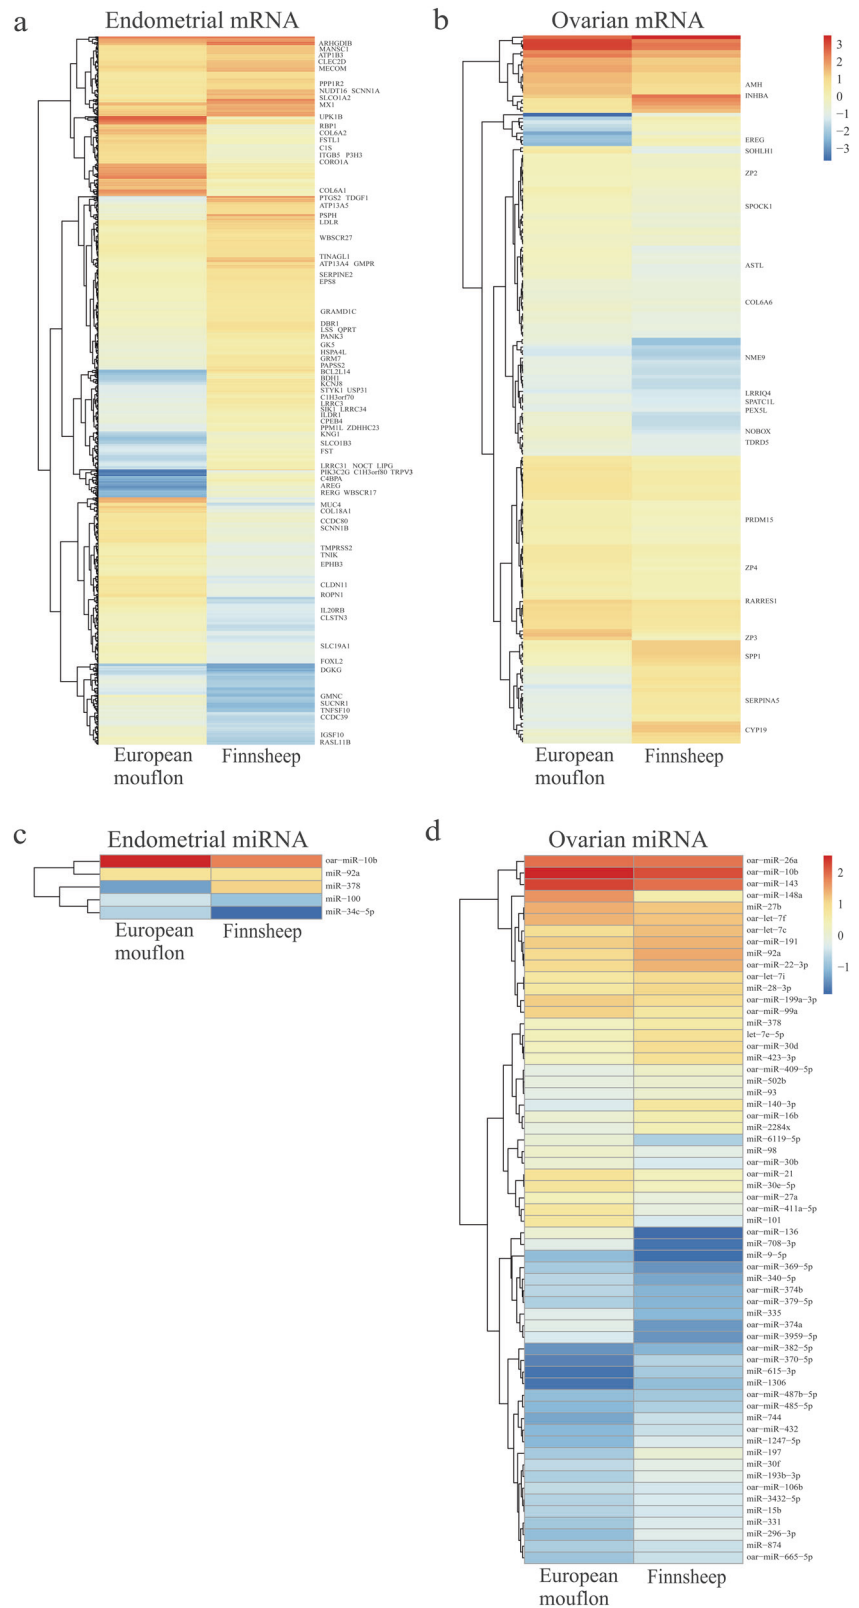 a
Endometrial mRNA
ARHGDIB
MANSC1
ATP1B3
CLEC2D
MECOM
PPP1R2
NUDT16 SCNN1A
SLCO1A2
MX1
UPK1B
RBP1
COL6A2
FSTL1
C1S
ITGB5 P3H3
CORO1A
COL6A1
PTGS2 TDGF1
ATP13A5
PSPH
LDLR
WBSCR27
TINAGL1
ATP13A4 GMPR
SERPINE2
EPS8
GRAMD1C
DBR1
LSS QPRT
PANK3
GK5
HSPA4L
GRM7
PAPSS2
BCL2L14
BDH1
KCNJ8
STYK1 USP31
C1H3orf70
LRRC3
SIK1 LRRC34
ILDR1
CPEB4
PPM1L ZDHHC23
KNG1
SLCO1B3
FST
LRRC31 NOCT LIPG
PIK3C2G C1H3orf80 TRPV3
C4BPA
AREG
RERG WBSCR17
MUC4
COL18A1
CCDC80
SCNN1B
TMPRSS2
TNIK
EPHB3
CLDN11
ROPN1
IL20RB
CLSTN3
SLC19A1
FOXL2
DGKG
GMNC
SUCNR1
TNFSF10
CCDC39
IGSF10
RASL11B
European
mouflon
Finnsheep
b
Ovarian mRNA
3
2
1
0
−1
−2
−3
AMH
INHBA
EREG
SOHLH1
ZP2
SPOCK1
ASTL
COL6A6
NME9
LRRIQ4
SPATC1L
PEX5L
NOBOX
TDRD5
PRDM15
ZP4
RARRES1
ZP3
SPP1
SERPINA5
CYP19
European
mouflon
Finnsheep
c
Endometrial miRNA
oar−miR−10b
miR−92a
miR−378
miR−100
miR−34c−5p
European
mouflon
Finnsheep
d
Ovarian miRNA
2
1
0
−1
oar−miR−26a
oar−miR−10b
oar−miR−143
oar−miR−148a
miR−27b
oar−let−7f
oar−let−7c
oar−miR−191
miR−92a
oar−miR−22−3p
oar−let−7i
miR−28−3p
oar−miR−199a−3p
oar−miR−99a
miR−378
let−7e−5p
oar−miR−30d
miR−423−3p
oar−miR−409−5p
miR−502b
miR−93
miR−140−3p
oar−miR−16b
miR−2284x
miR−6119−5p
miR−98
oar−miR−30b
oar−miR−21
miR−30e−5p
oar−miR−27a
oar−miR−411a−5p
miR−101
oar−miR−136
miR−708−3p
miR−9−5p
oar−miR−369−5p
miR−340−5p
oar−miR−374b
oar−miR−379−5p
miR−335
oar−miR−374a
oar−miR−3959−5p
oar−miR−382−5p
oar−miR−370−5p
miR−615−3p
miR−1306
oar−miR−487b−5p
oar−miR−485−5p
miR−744
oar−miR−432
miR−1247−5p
miR−197
miR−30f
miR−193b−3p
oar−miR−106b
miR−3432−5p
miR−15b
miR−331
miR−296−3p
miR−874
oar−miR−665−5p
European
mouflon
Finnsheep